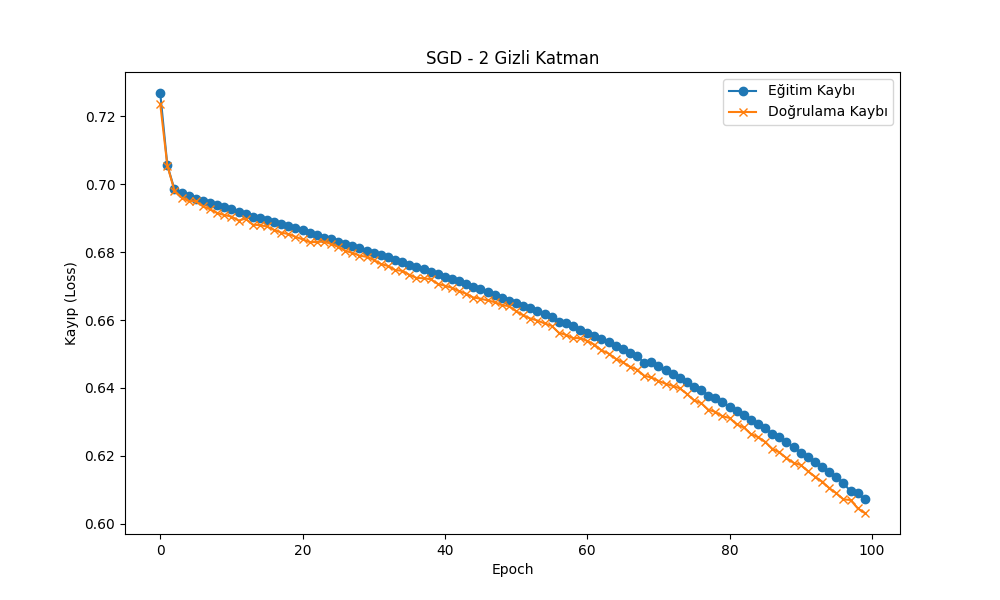 SGD - 2 Gizli Katman
Eğitim Kaybı
Doğrulama Kaybı
Kayıp (Loss)
0.72
0.70
0.68
0.66
0.64
0.62
0.60
0
20
40
60
80
100
Epoch